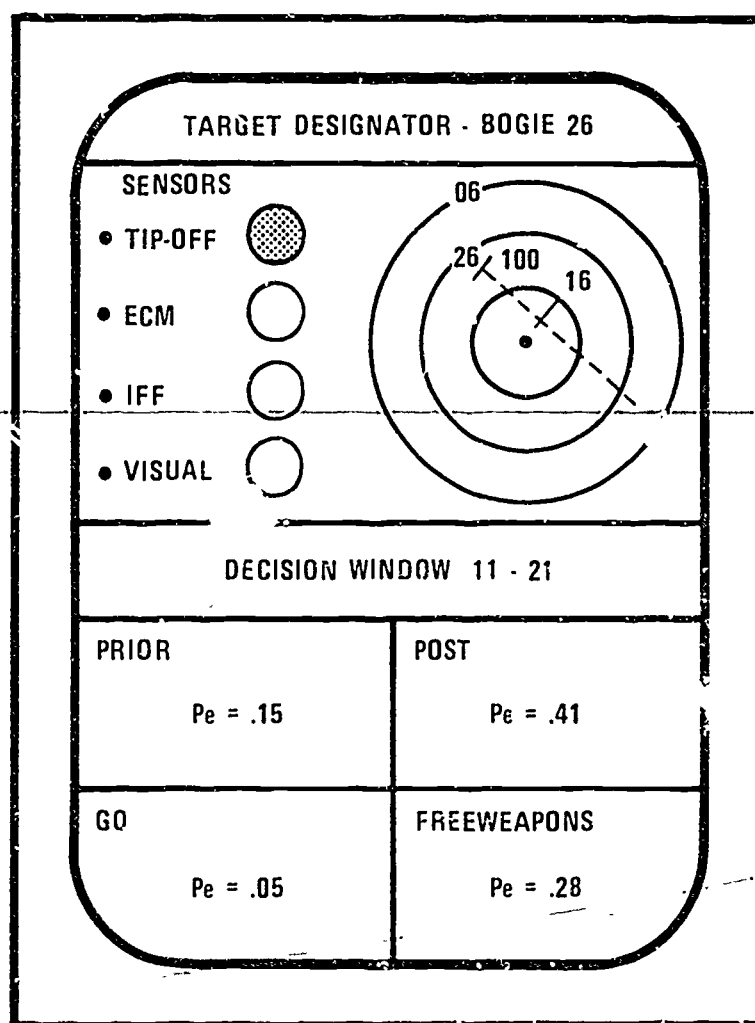 TARGET DESIGNATOR - BOGIE 26
SENSORS
• TIP-OFF
• ECM
• IFF
• VISUAL
06
26 100
16
DECISION WINDOW 11 - 21
PRIOR
Pe = .15
POST
Pe = .41
GO
Pe = .05
FREEWEAPONS
Pe = .28